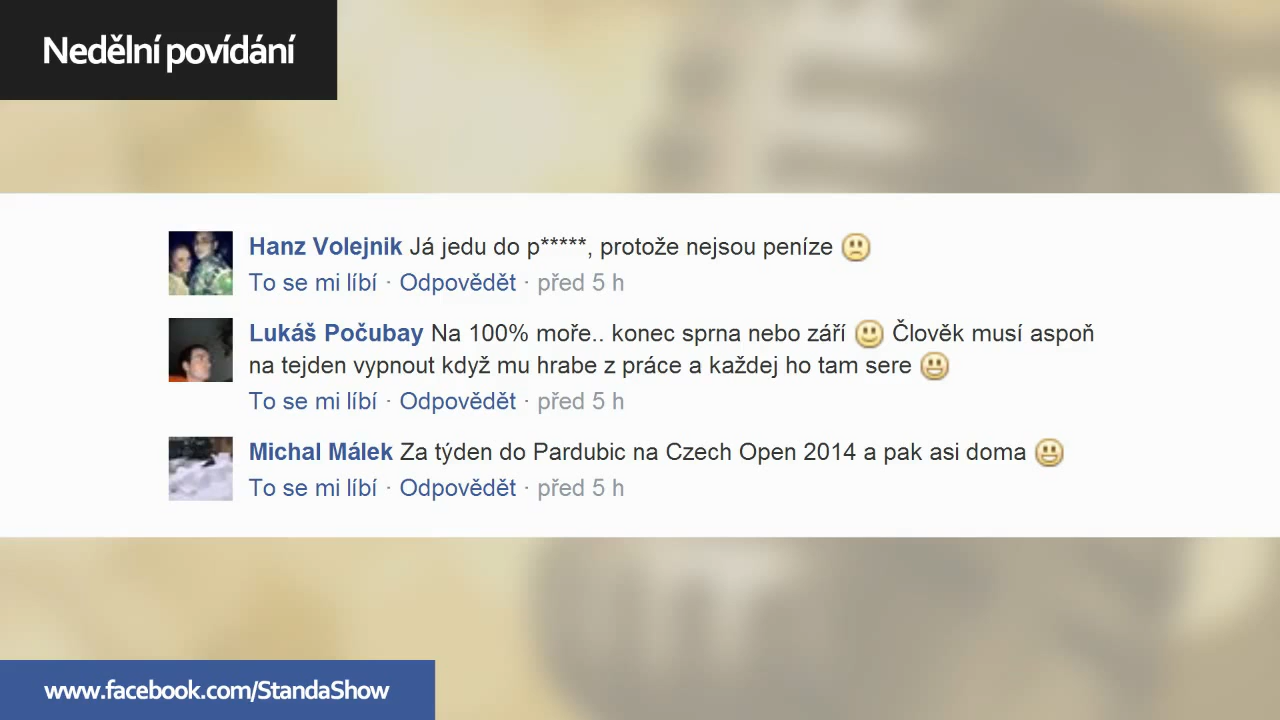 Nedělní povídání
Hanz Volejnik Já jedu do p*****, protože nejsou peníze
To se mi líbí · Odpovědět · před 5 h
Lukáš Počubay Na 100% moře.. konec sprna nebo září Člověk musí aspoň
na tejden vypnout když mu hrabe z práce a každej ho tam sere
To se mi líbí · Odpovědět · před 5 h
Michal Málek Za týden do Pardubic na Czech Open 2014 a pak asi doma
To se mi líbí · Odpovědět · před 5 h
www.facebook.com/StandaShow